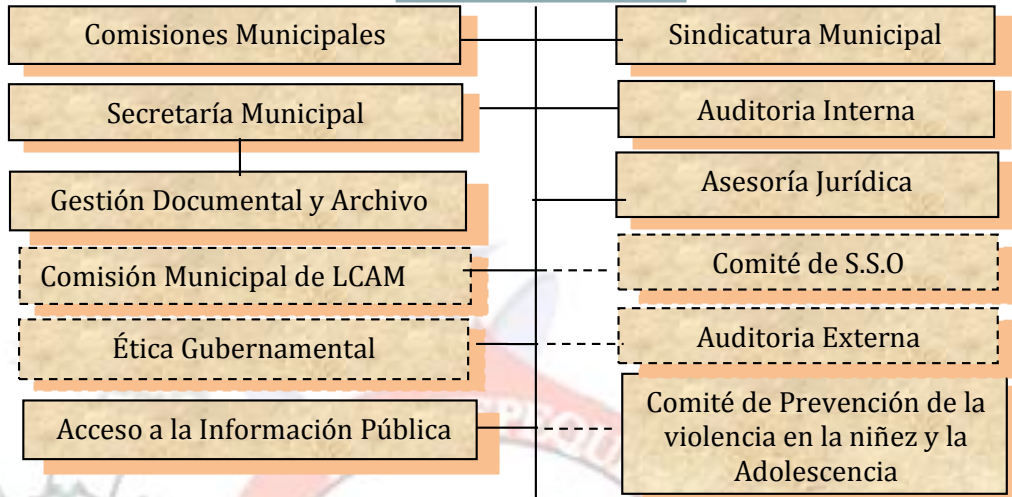 Comisiones Municipales
Sindicatura Municipal
Secretaría Municipal
Auditoria Interna
Gestión Documental y Archivo
Asesoría Jurídica
Comisión Municipal de LCAM
Comité de S.S.O
Ética Gubernamental
Auditoria Externa
Acceso a la Información Pública
Comité de Prevención de la
violencia en la niñez y la
Adolescencia